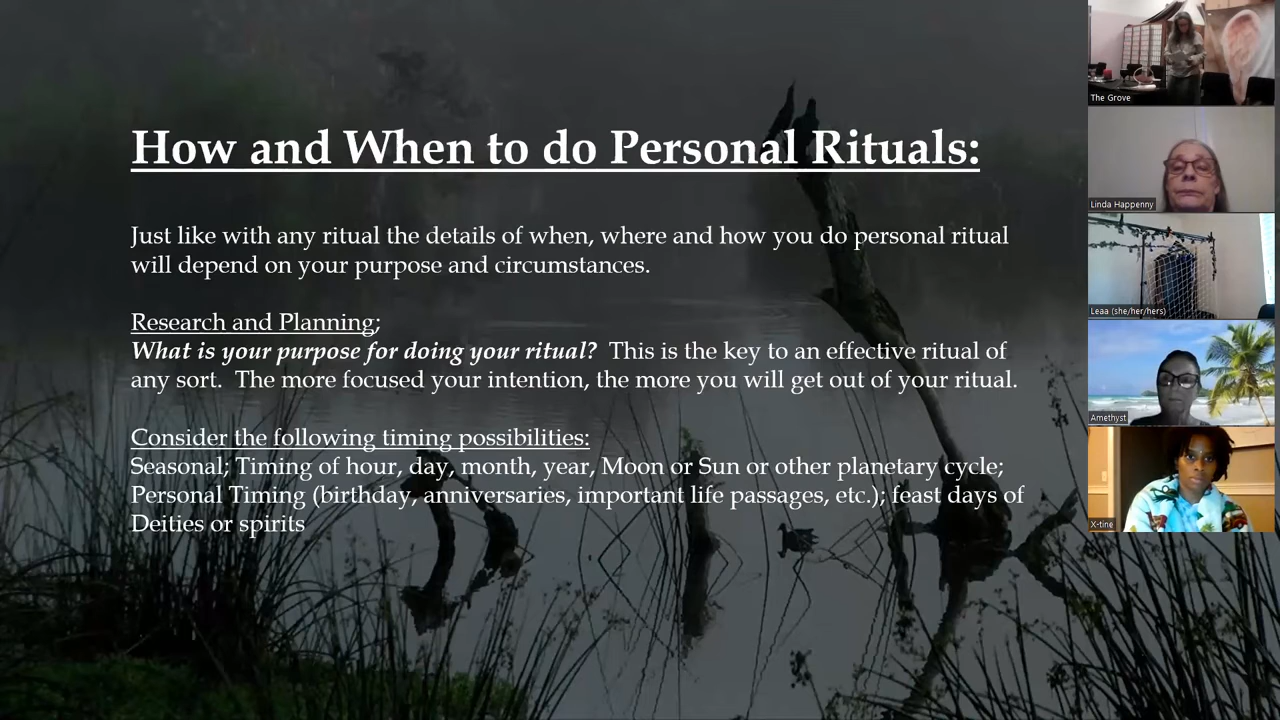 How and When to do Personal Rituals:
Just like with any ritual the details of when, where and how you do personal ritual
will depend on your purpose and circumstances.
Research and Planning;
What is your purpose for doing your ritual? This is the key to an effective ritual of
any sort. The more focused your intention, the more you will get out of your ritual.
Consider the following timing possibilities:
Seasonal; Timing of hour, day, month, year, Moon or Sun or other planetary cycle;
Personal Timing (birthday, anniversaries, important life passages, etc.); feast days of
Deities or spirits
The Grove
Linda Happenny
Leaa (she/her/hers)
Amethyst
X-tine